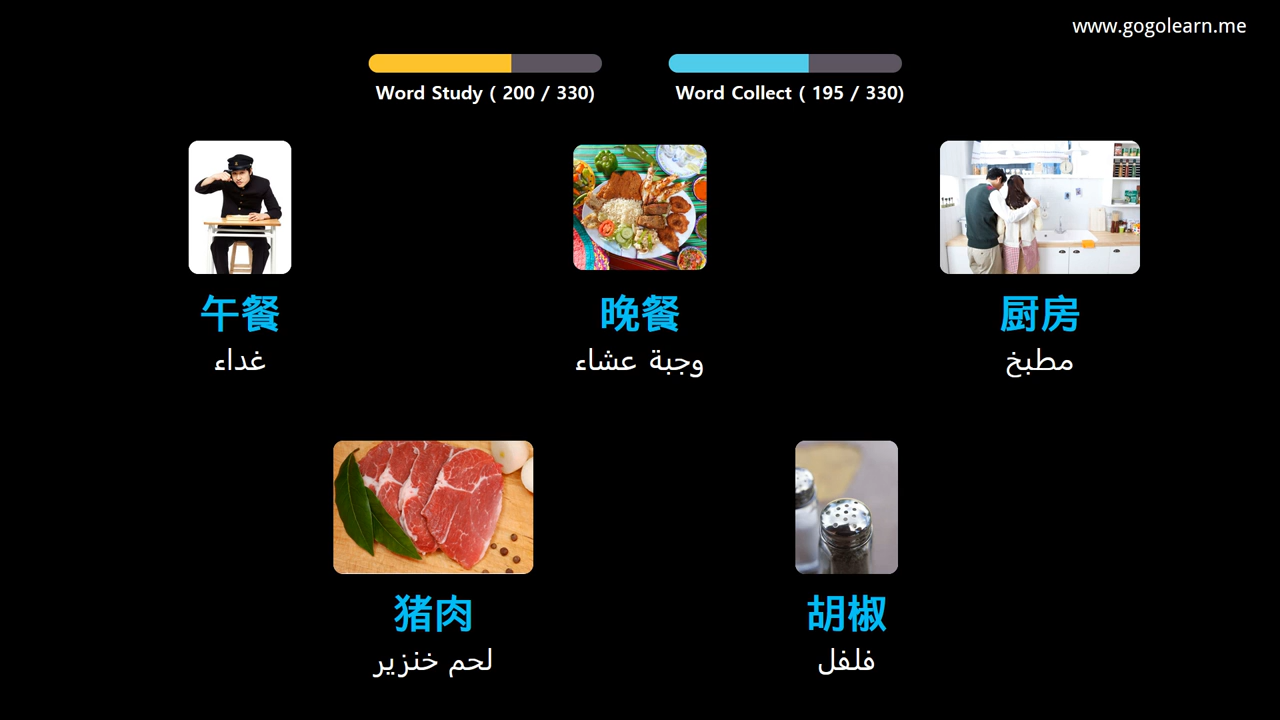 www.gogolearn.me
Word Study ( 200 / 330)
Word Collect ( 195 / 330)
午餐
غداء
晚餐
وجبة عشاء
厨房
مطبخ
猪肉
لحم خنزير
胡椒
فلفل